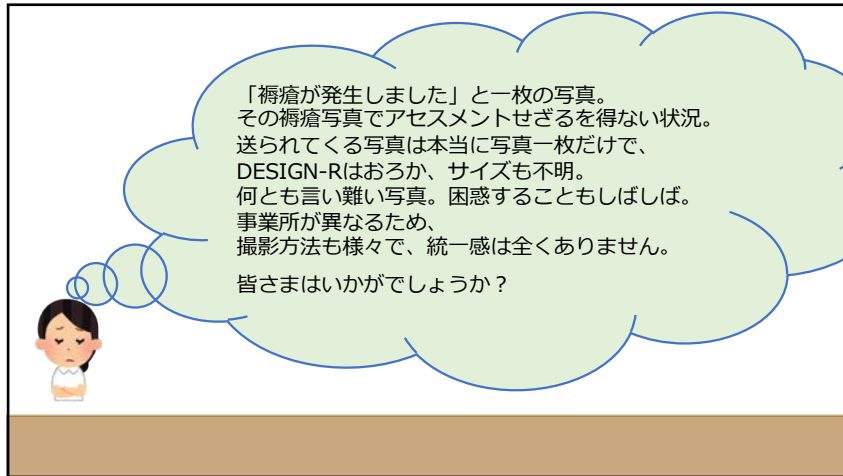 「褥瘡が発生しました」と一枚の写真。
その褥瘡写真でアセスメントせざるを得ない状況。
送られてくる写真は本当に写真一枚だけで、
DESIGN-Rはおろか、サイズも不明。
何とも言い難い写真。困惑することもしばしば。
事業所が異なるため、
撮影方法も様々で、統一感は全くありません。
皆さまはいかがでしょうか？